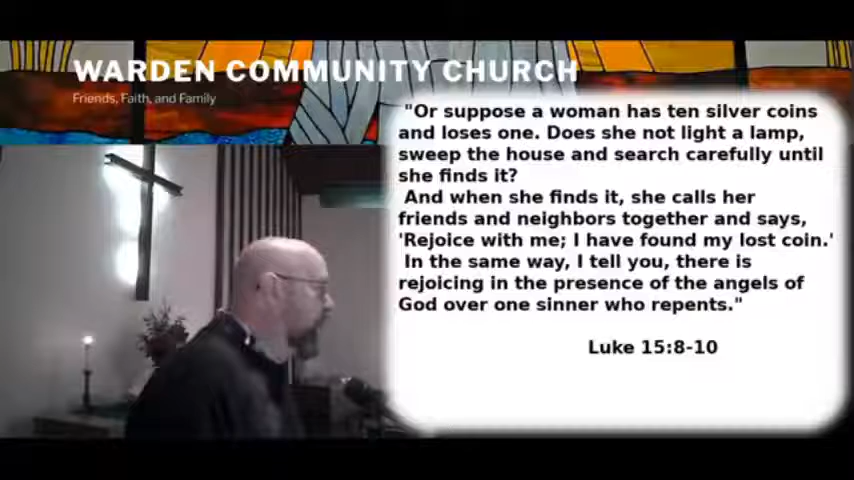 WARDEN COMMUNITY CHURCH
Friends, Faith, and Family
"Or suppose a woman has ten silver coins
and loses one. Does she not light a lamp,
sweep the house and search carefully until
she finds it?
And when she finds it, she calls her
friends and neighbors together and says,
'Rejoice with me; I have found my lost coin.'
In the same way, I tell you, there is
rejoicing in the presence of the angels of
God over one sinner who repents."
Luke 15:8-10